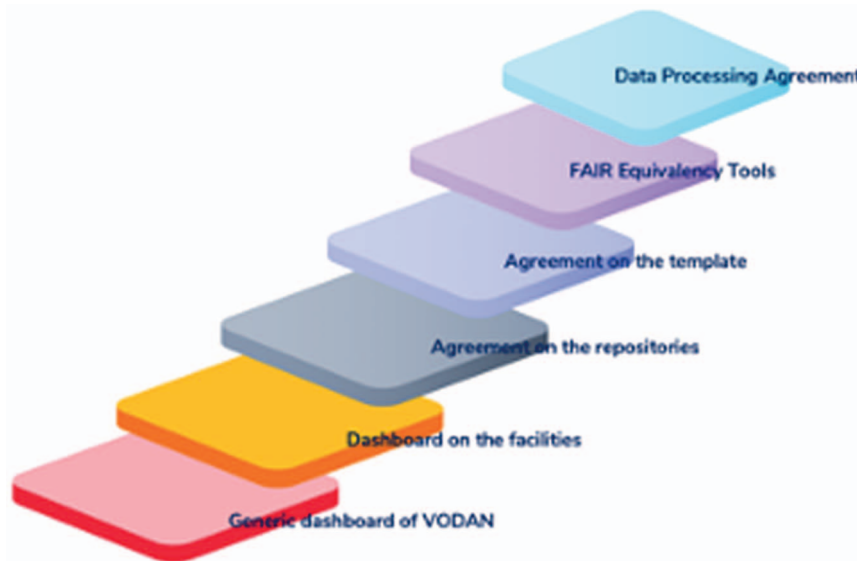 Data Processing Agreement
FAIR Equivalency Tools
Agreement on the template
Agreement on the repositories
Dashboard on the facilities
Generic dashboard of VODAN